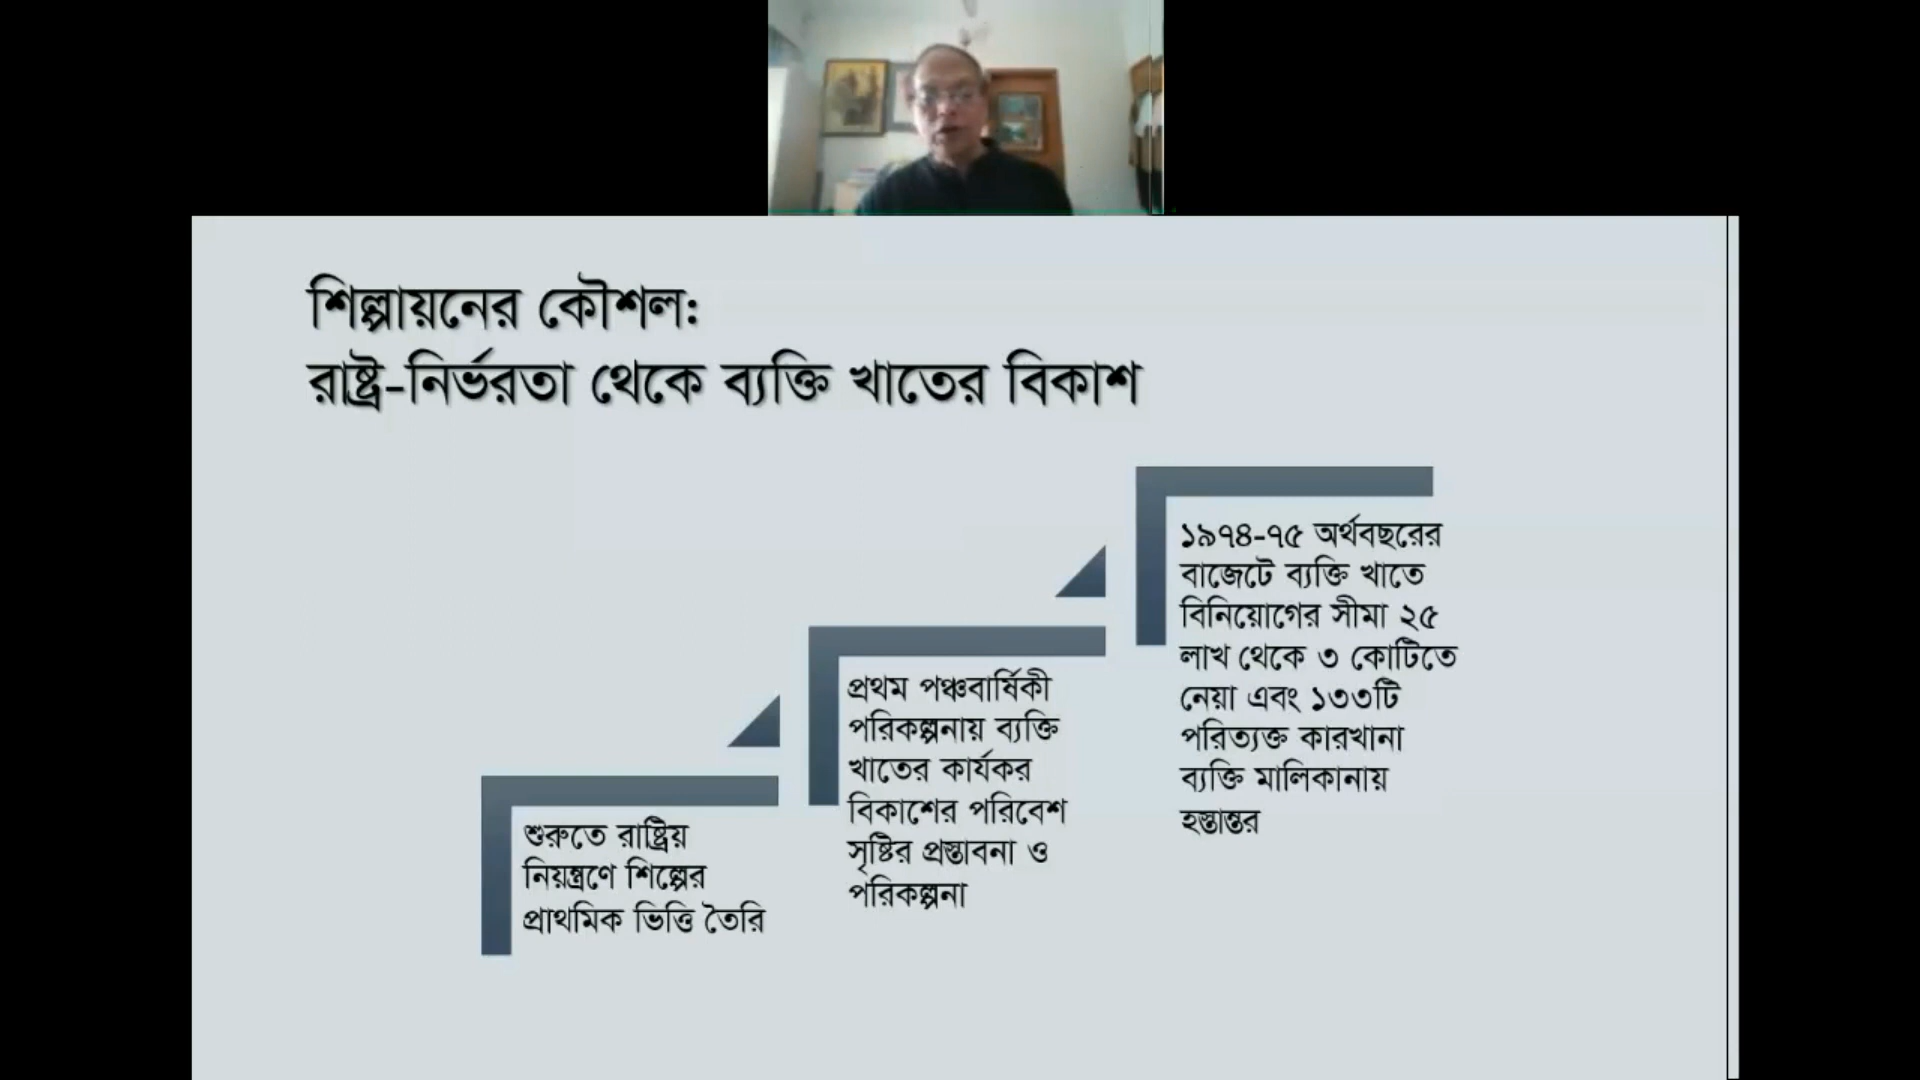 শিল্পায়নের কৌশল:
রাষ্ট্র-নির্ভরতা থেকে ব্যক্তি খাতের বিকাশ
শুরুতে রাষ্ট্রিয়
নিয়ন্ত্রণে শিল্পের
প্রাথমিক ভিত্তি তৈরি
প্রথম পঞ্চবার্ষিকী
পরিকল্পনায় ব্যক্তি
খাতের কার্যকর
বিকাশের পরিবেশ
সৃষ্টির প্রস্তাবনা ও
পরিকল্পনা
১৯৭৪-৭৫ অর্থবছরের
বাজেটে ব্যক্তি খাতে
বিনিয়োগের সীমা ২৫
লাখ থেকে ৩ কোটিতে
নেয়া এবং ১৩৩টি
পরিত্যক্ত কারখানা
ব্যক্তি মালিকানায়
হস্তান্তর